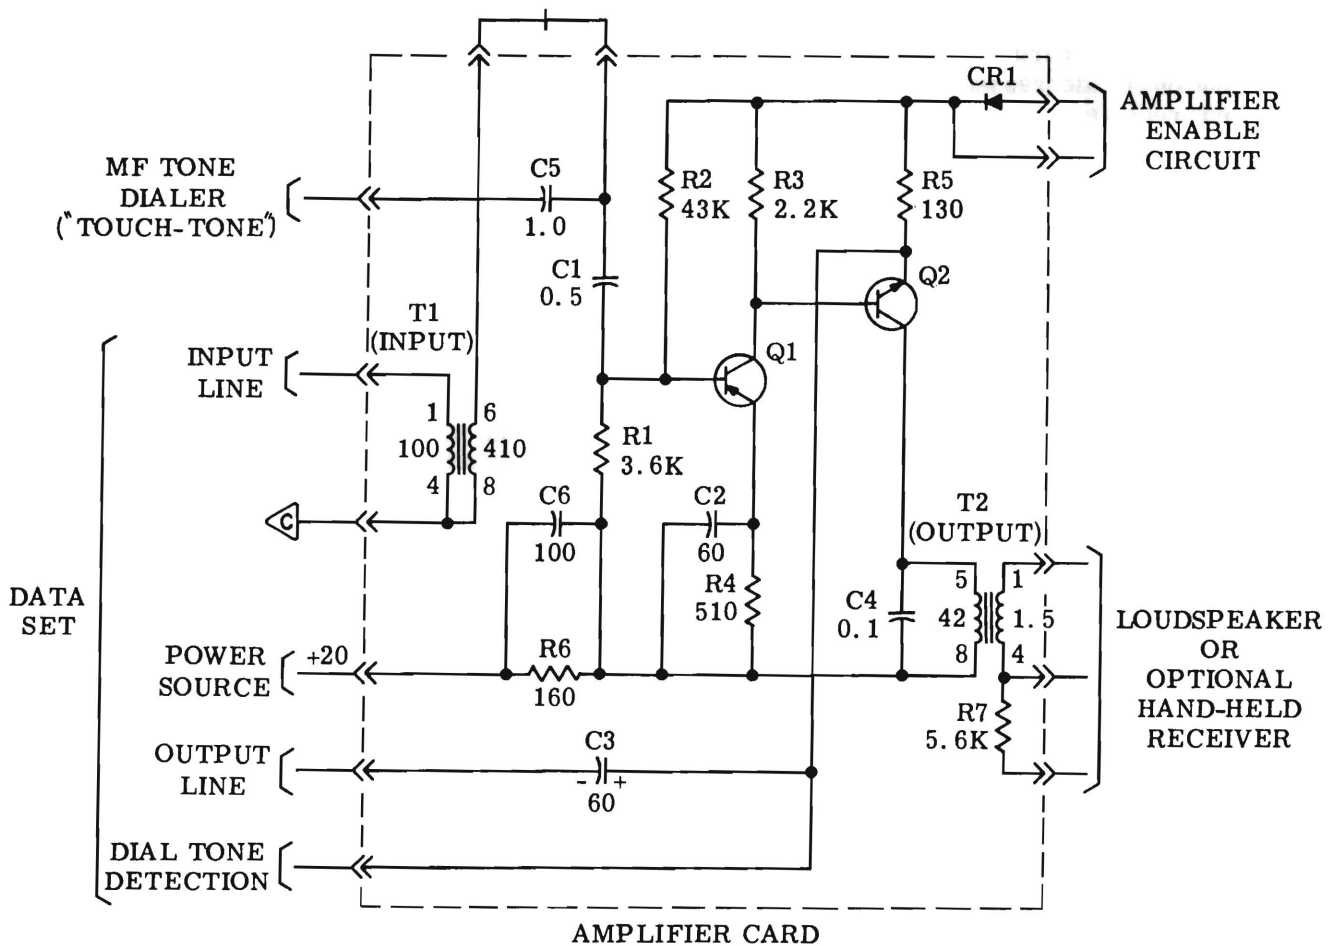 CR1
AMPLIFIER
ENABLE
CIRCUIT
MF TONE
DIALER
("TOUCH-TONE")
C5
1.0
R2
43K
R3
2.2K
R5
130
C1
0.5
Q2
T1
(INPUT)
INPUT
LINE
Q1
1
6
100
410
4
8
R1
3.6K
C
C6
100
C2
60
T2
(OUTPUT)
R4
510
5
1
C4
0.1
42
1.5
8
4
DATA
SET
LOUDSPEAKER
OR
OPTIONAL
HAND-HELD
RECEIVER
POWER
SOURCE
+20
R6
160
R7
5.6K
OUTPUT
LINE
C3
- +
60
DIAL TONE
DETECTION
AMPLIFIER CARD